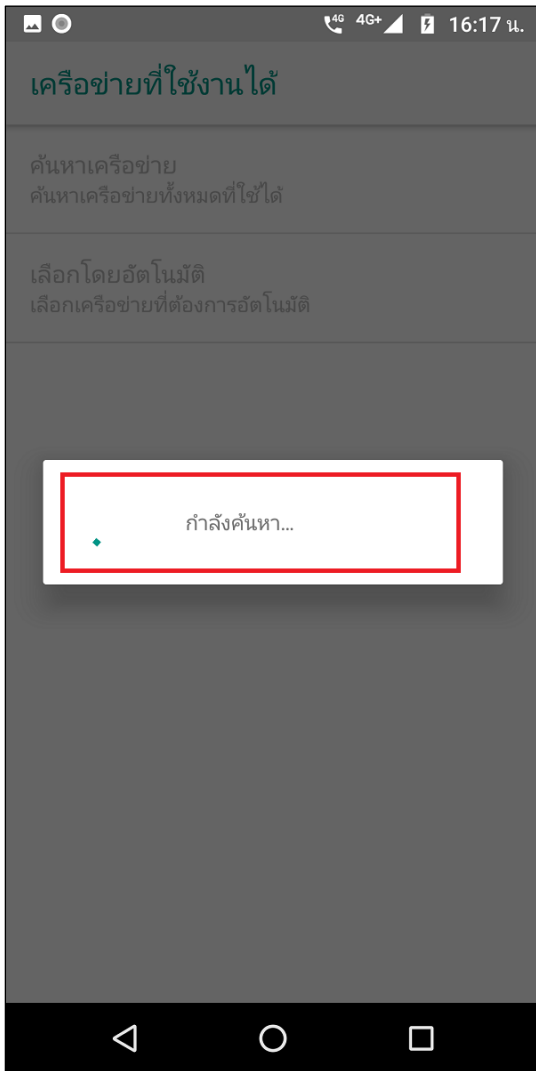 4G 4G+ 16:17 น.
เครือข่ายที่ใช้งานได้
ค้นหาเครือข่าย
ค้นหาเครือข่ายทั้งหมดที่ใช้ได้
เลือกโดยอัตโนมัติ
เลือกเครือข่ายที่ต้องการอัตโนมัติ
กำลังค้นหา...